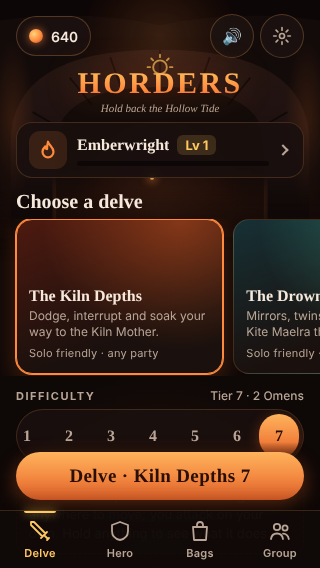 640
HORDERS
Hold back the Hollow Tide
Emberwright Lv 1
Choose a delve
The Kiln Depths
Dodge, interrupt and soak your
way to the Kiln Mother.
Solo friendly · any party
The Drown
Mirrors, twins
Kite Maelra th
Solo friendly ·
DIFFICULTY
Tier 7 · 2 Omens
1 2 3 4 5 6 7
Delve · Kiln Depths 7
Delve Hero Bags Group